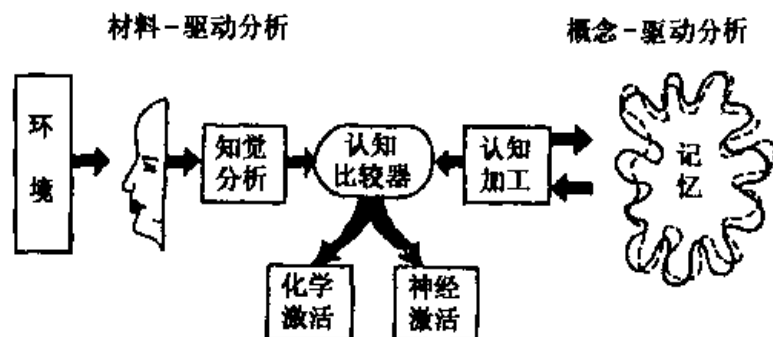 材料-驱动分析
概念-驱动分析
环
境
知觉
分析
认知
比较器
认知
加工
记
忆
化学
激活
神经
激活